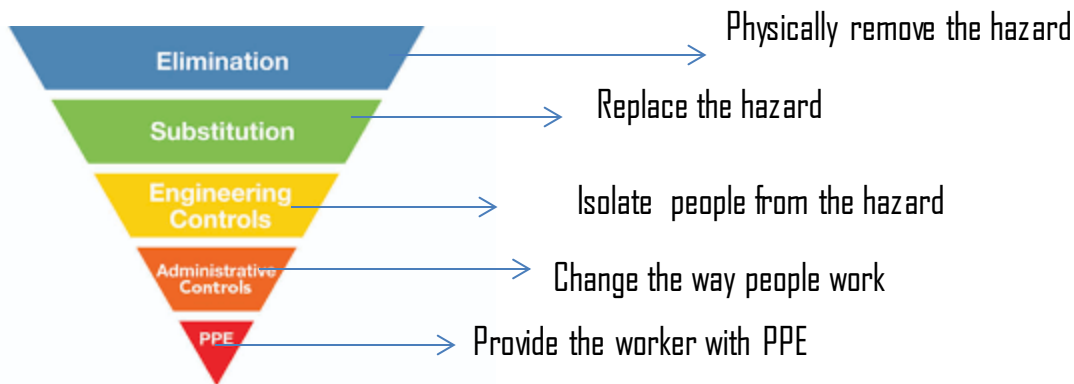 Elimination
Physically remove the hazard
Substitution
Replace the hazard
Engineering
Controls
Isolate people from the hazard
Administrative
Controls
Change the way people work
PPE
Provide the worker with PPE